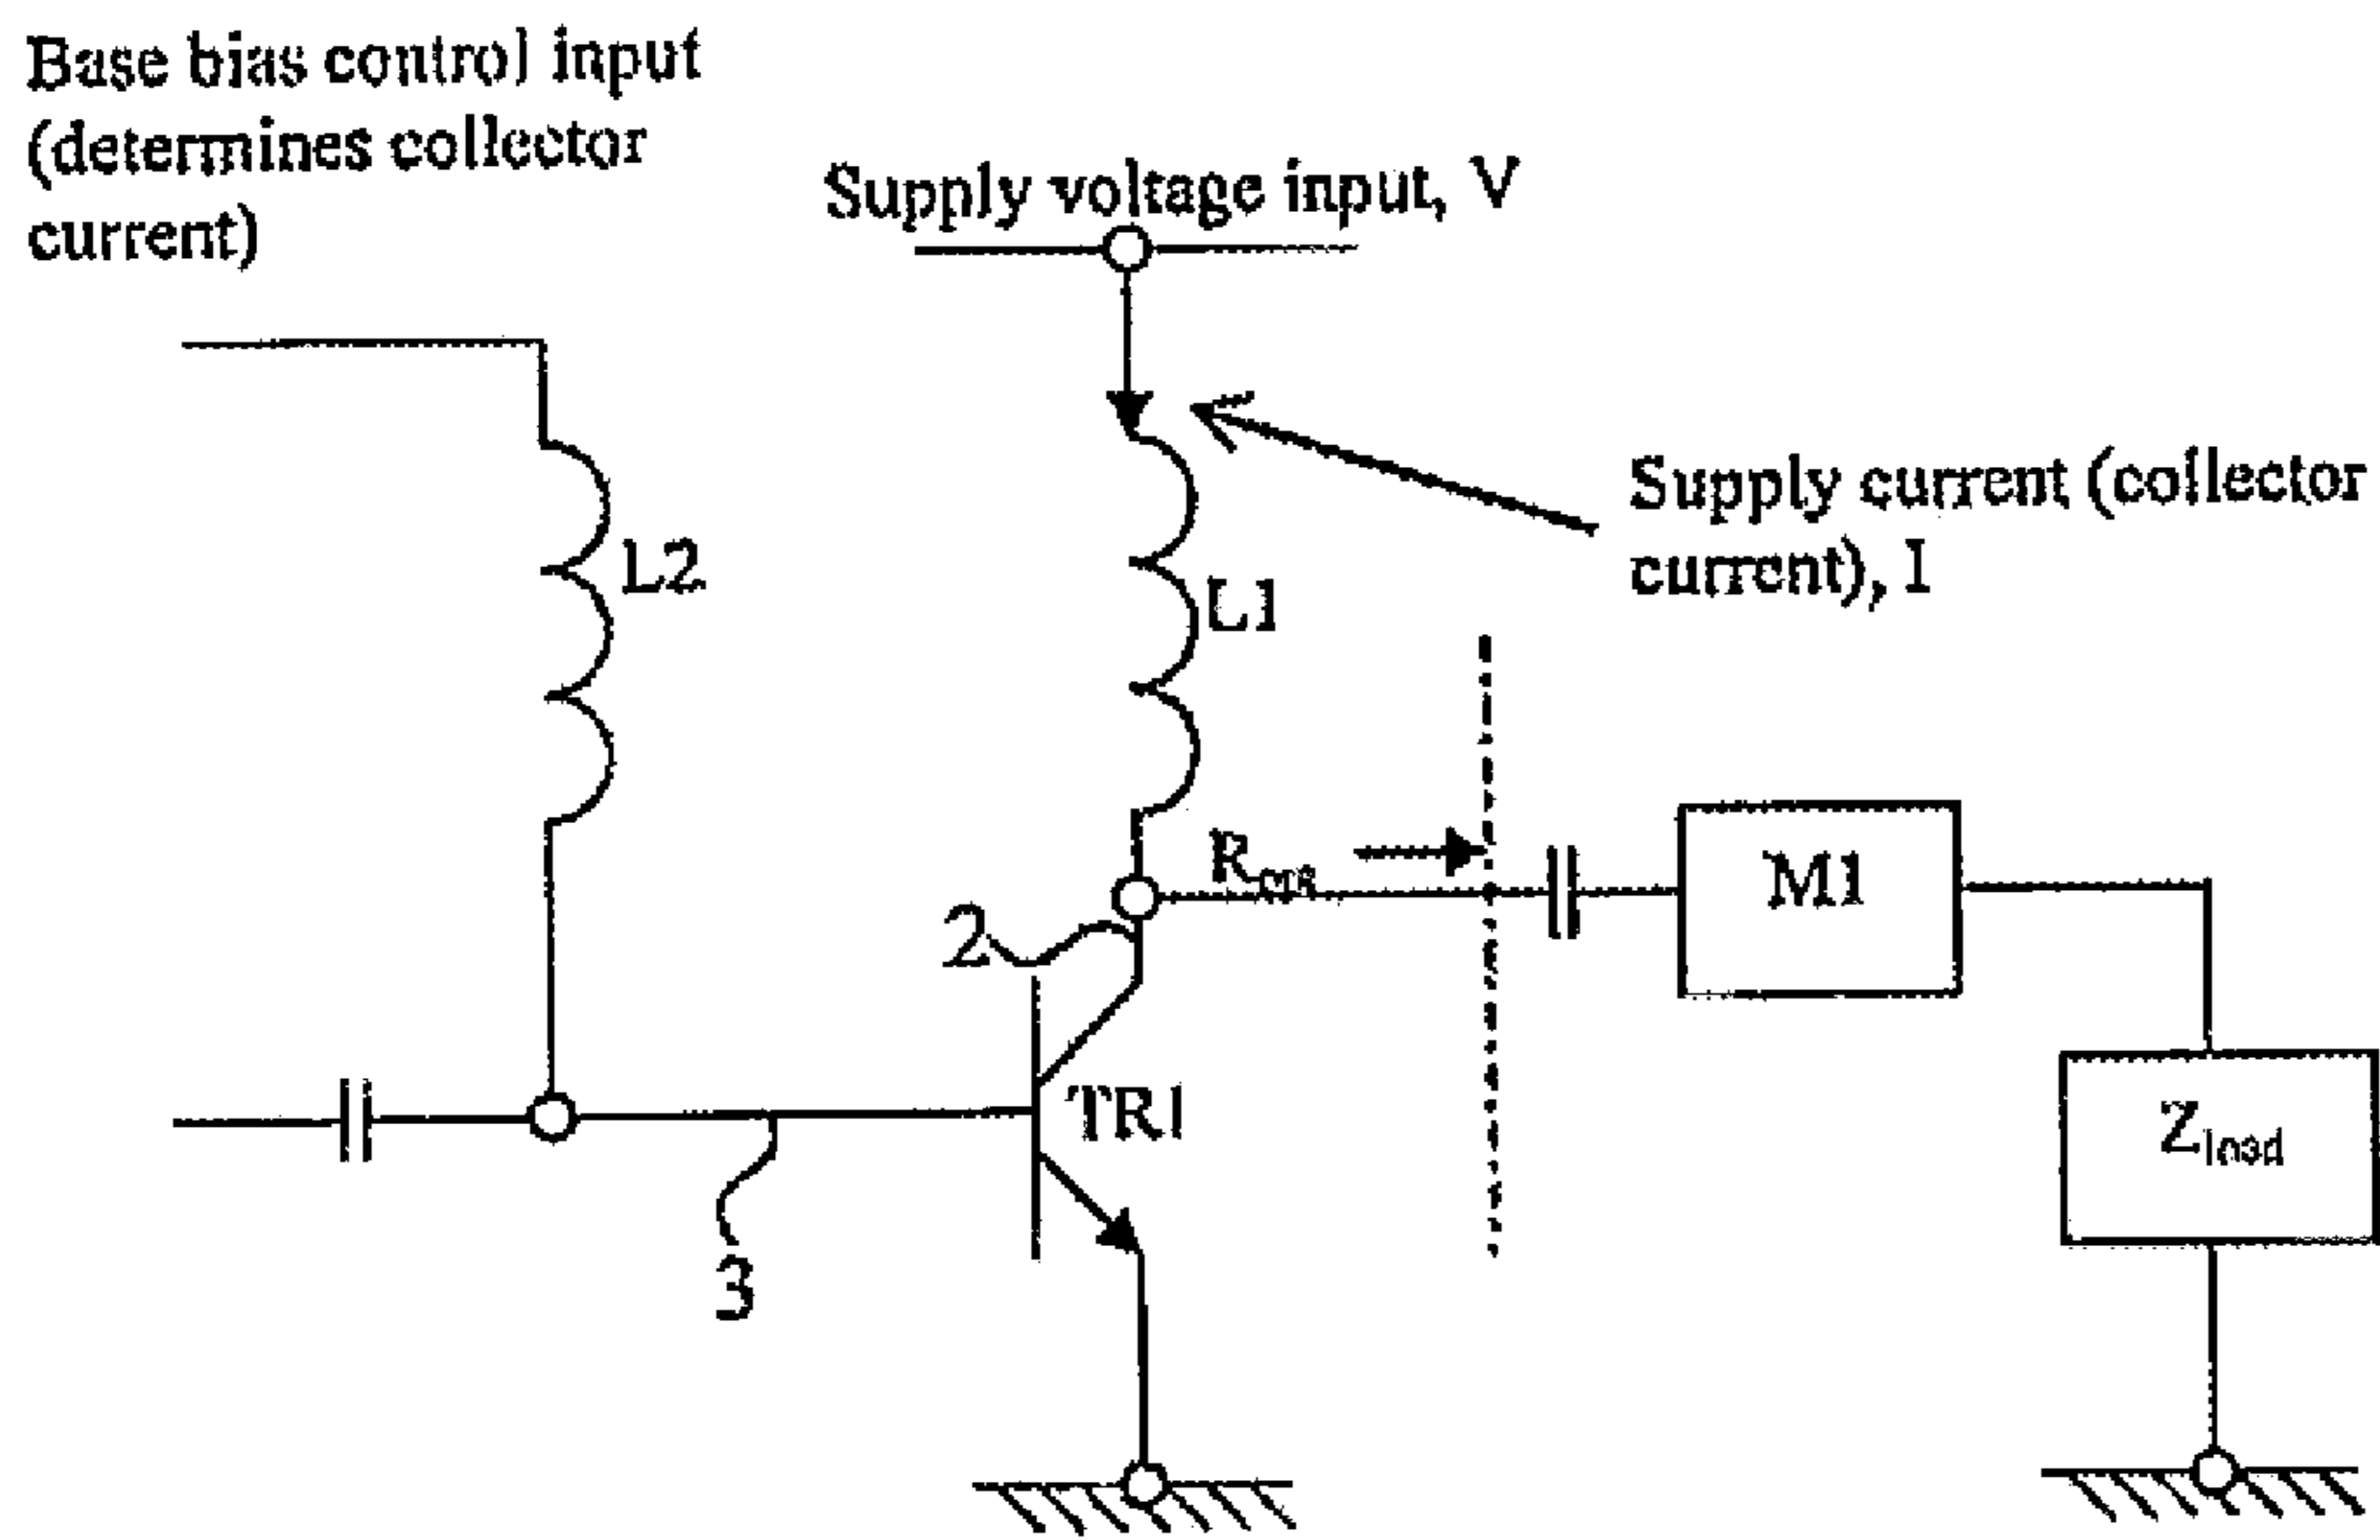 Base bias control input
(determines collector
current)
Supply voltage input, V
Supply current (collector
current), I
L2
L1
M1
2
TR1
Z load
3